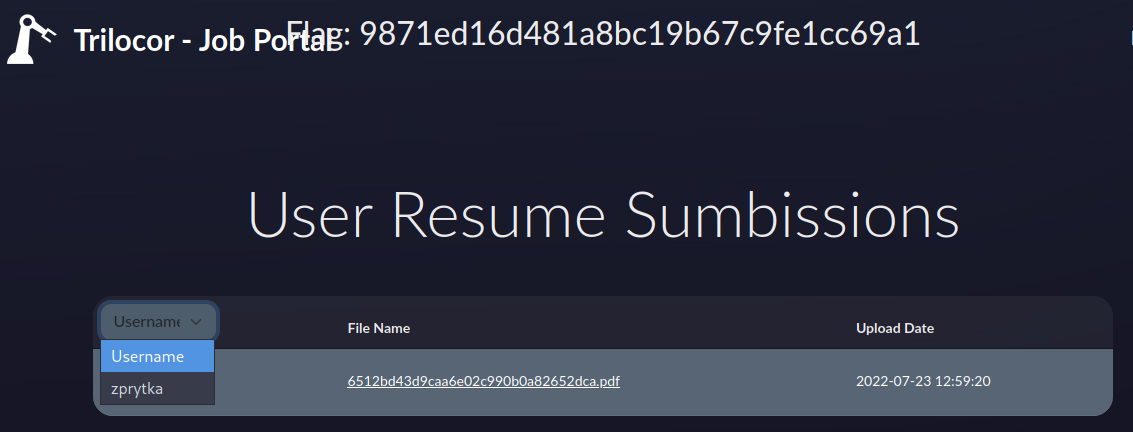 Trilocor - Job Portal
Flag: 9871ed16d481a8bc19b67c9fe1cc69a1
User Resume Sumbissions
Username File Name Upload Date
Username
zprytka
6512bd43d9caa6e02c990b0a82652dca.pdf 2022-07-23 12:59:20